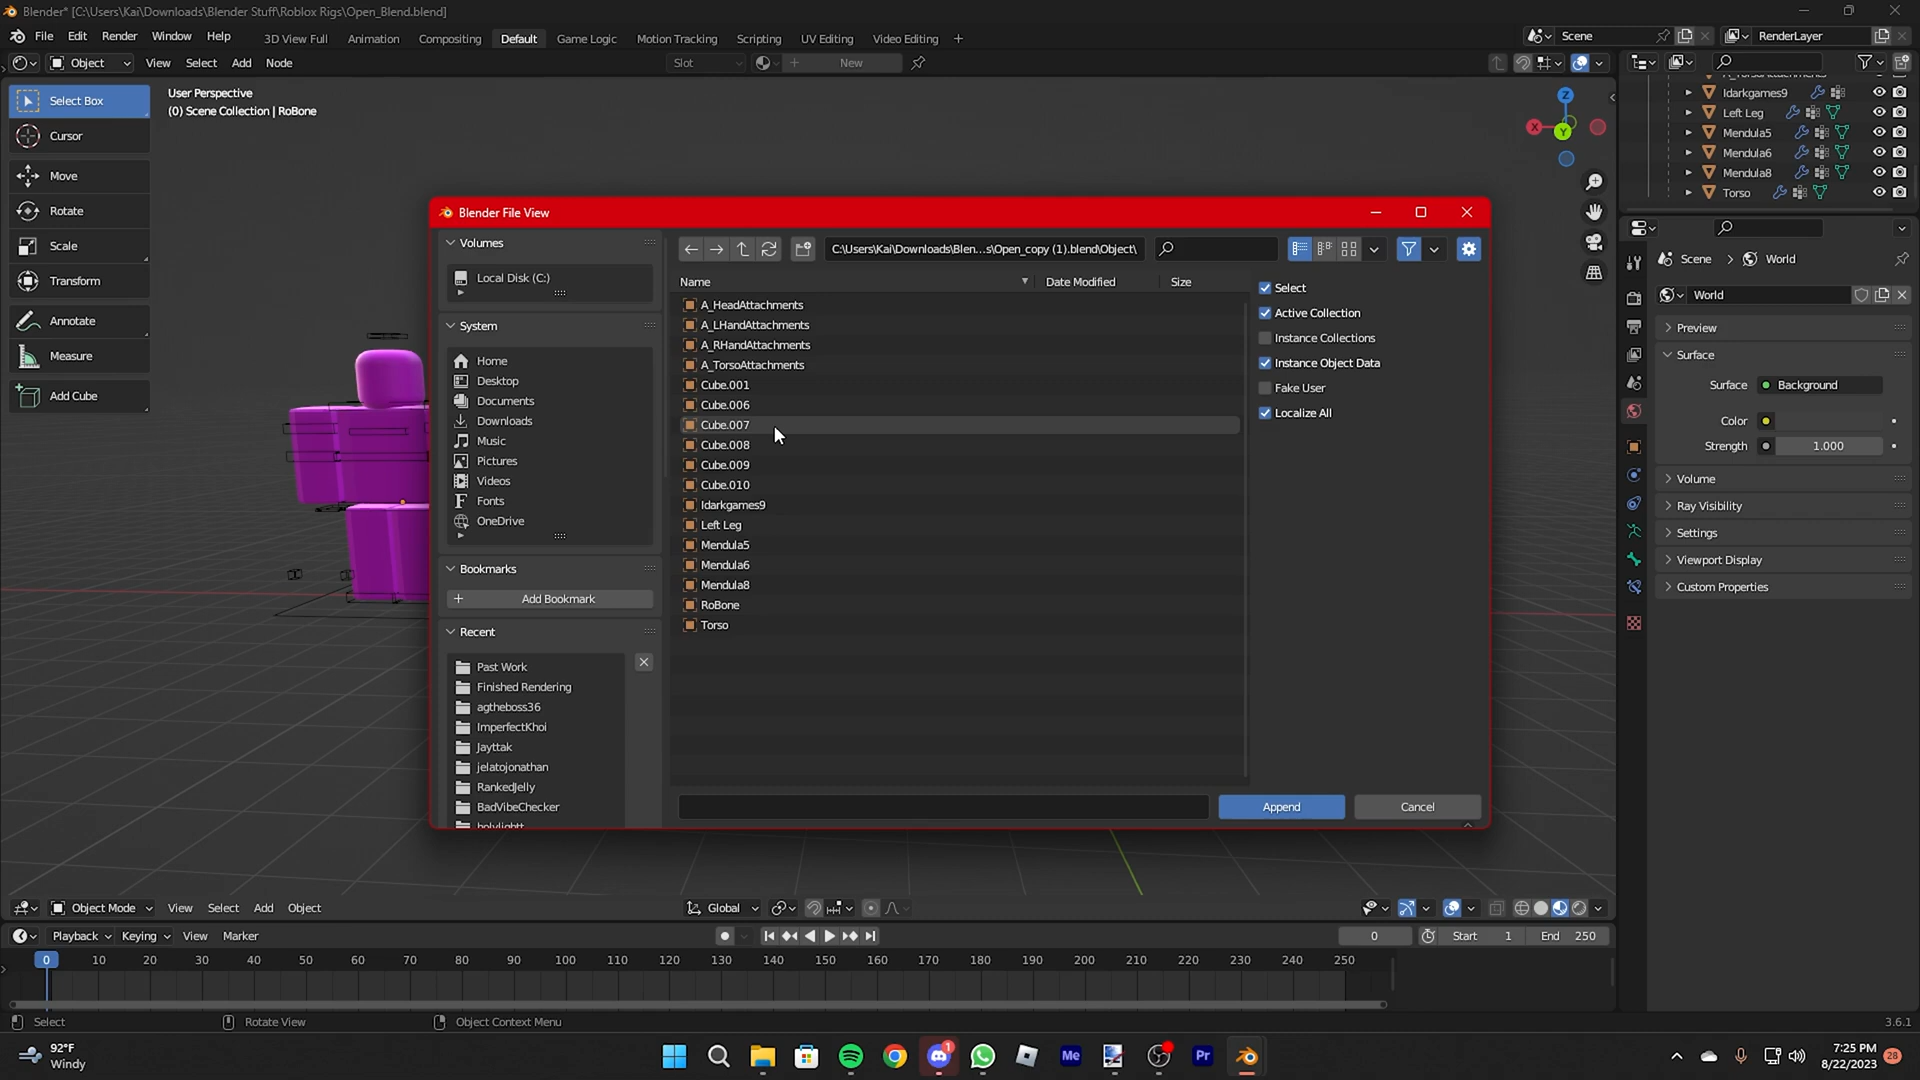 Blender* [C:\Users\Kai\Downloads\Blender Stuff\Roblox Rigs\Open_Blend.blend]
File Edit Render Window Help 3D View Full Animation Compositing Default Game Logic Motion Tracking Scripting UV Editing Video Editing + Scene RenderLayer
Object View Select Add Node Slot New
Select Box
Cursor
Move
Rotate
Scale
Transform
Annotate
Measure
Add Cube
User Perspective
(0) Scene Collection | RoBone
Z
X
Y
Idarkgames9
Left Leg
Mendula5
Mendula6
Mendula8
Torso
Scene > World
World
Preview
Surface
Surface Background
Color
Strength 1.000
Volume
Ray Visibility
Settings
Viewport Display
Custom Properties
Blender File View
Volumes
Local Disk (C:)
System
Home
Desktop
Documents
Downloads
Music
Pictures
Videos
Fonts
OneDrive
Bookmarks
+ Add Bookmark
Recent
Past Work
Finished Rendering
agtheboss36
ImperfectKhoi
Jayttak
jelatojonathan
RankedJelly
BadVibeChecker
holylightt
C:\Users\Kai\Downloads\Blen...s\Open_copy (1).blend\Object\
Name Date Modified Size
A_HeadAttachments
A_LHandAttachments
A_RHandAttachments
A_TorsoAttachments
Cube.001
Cube.006
Cube.007
Cube.008
Cube.009
Cube.010
Idarkgames9
Left Leg
Mendula5
Mendula6
Mendula8
RoBone
Torso
Select
Active Collection
Instance Collections
Instance Object Data
Fake User
Localize All
Append Cancel
Object Mode View Select Add Object Global
Playback Keying View Marker 0 Start 1 End 250
0 10 20 30 40 50 60 70 80 90 100 110 120 130 140 150 160 170 180 190 200 210 220 230 240 250
Select Rotate View Object Context Menu 3.6.1
92°F
Windy
1
Me
Pr
7:25 PM
8/22/2023
28